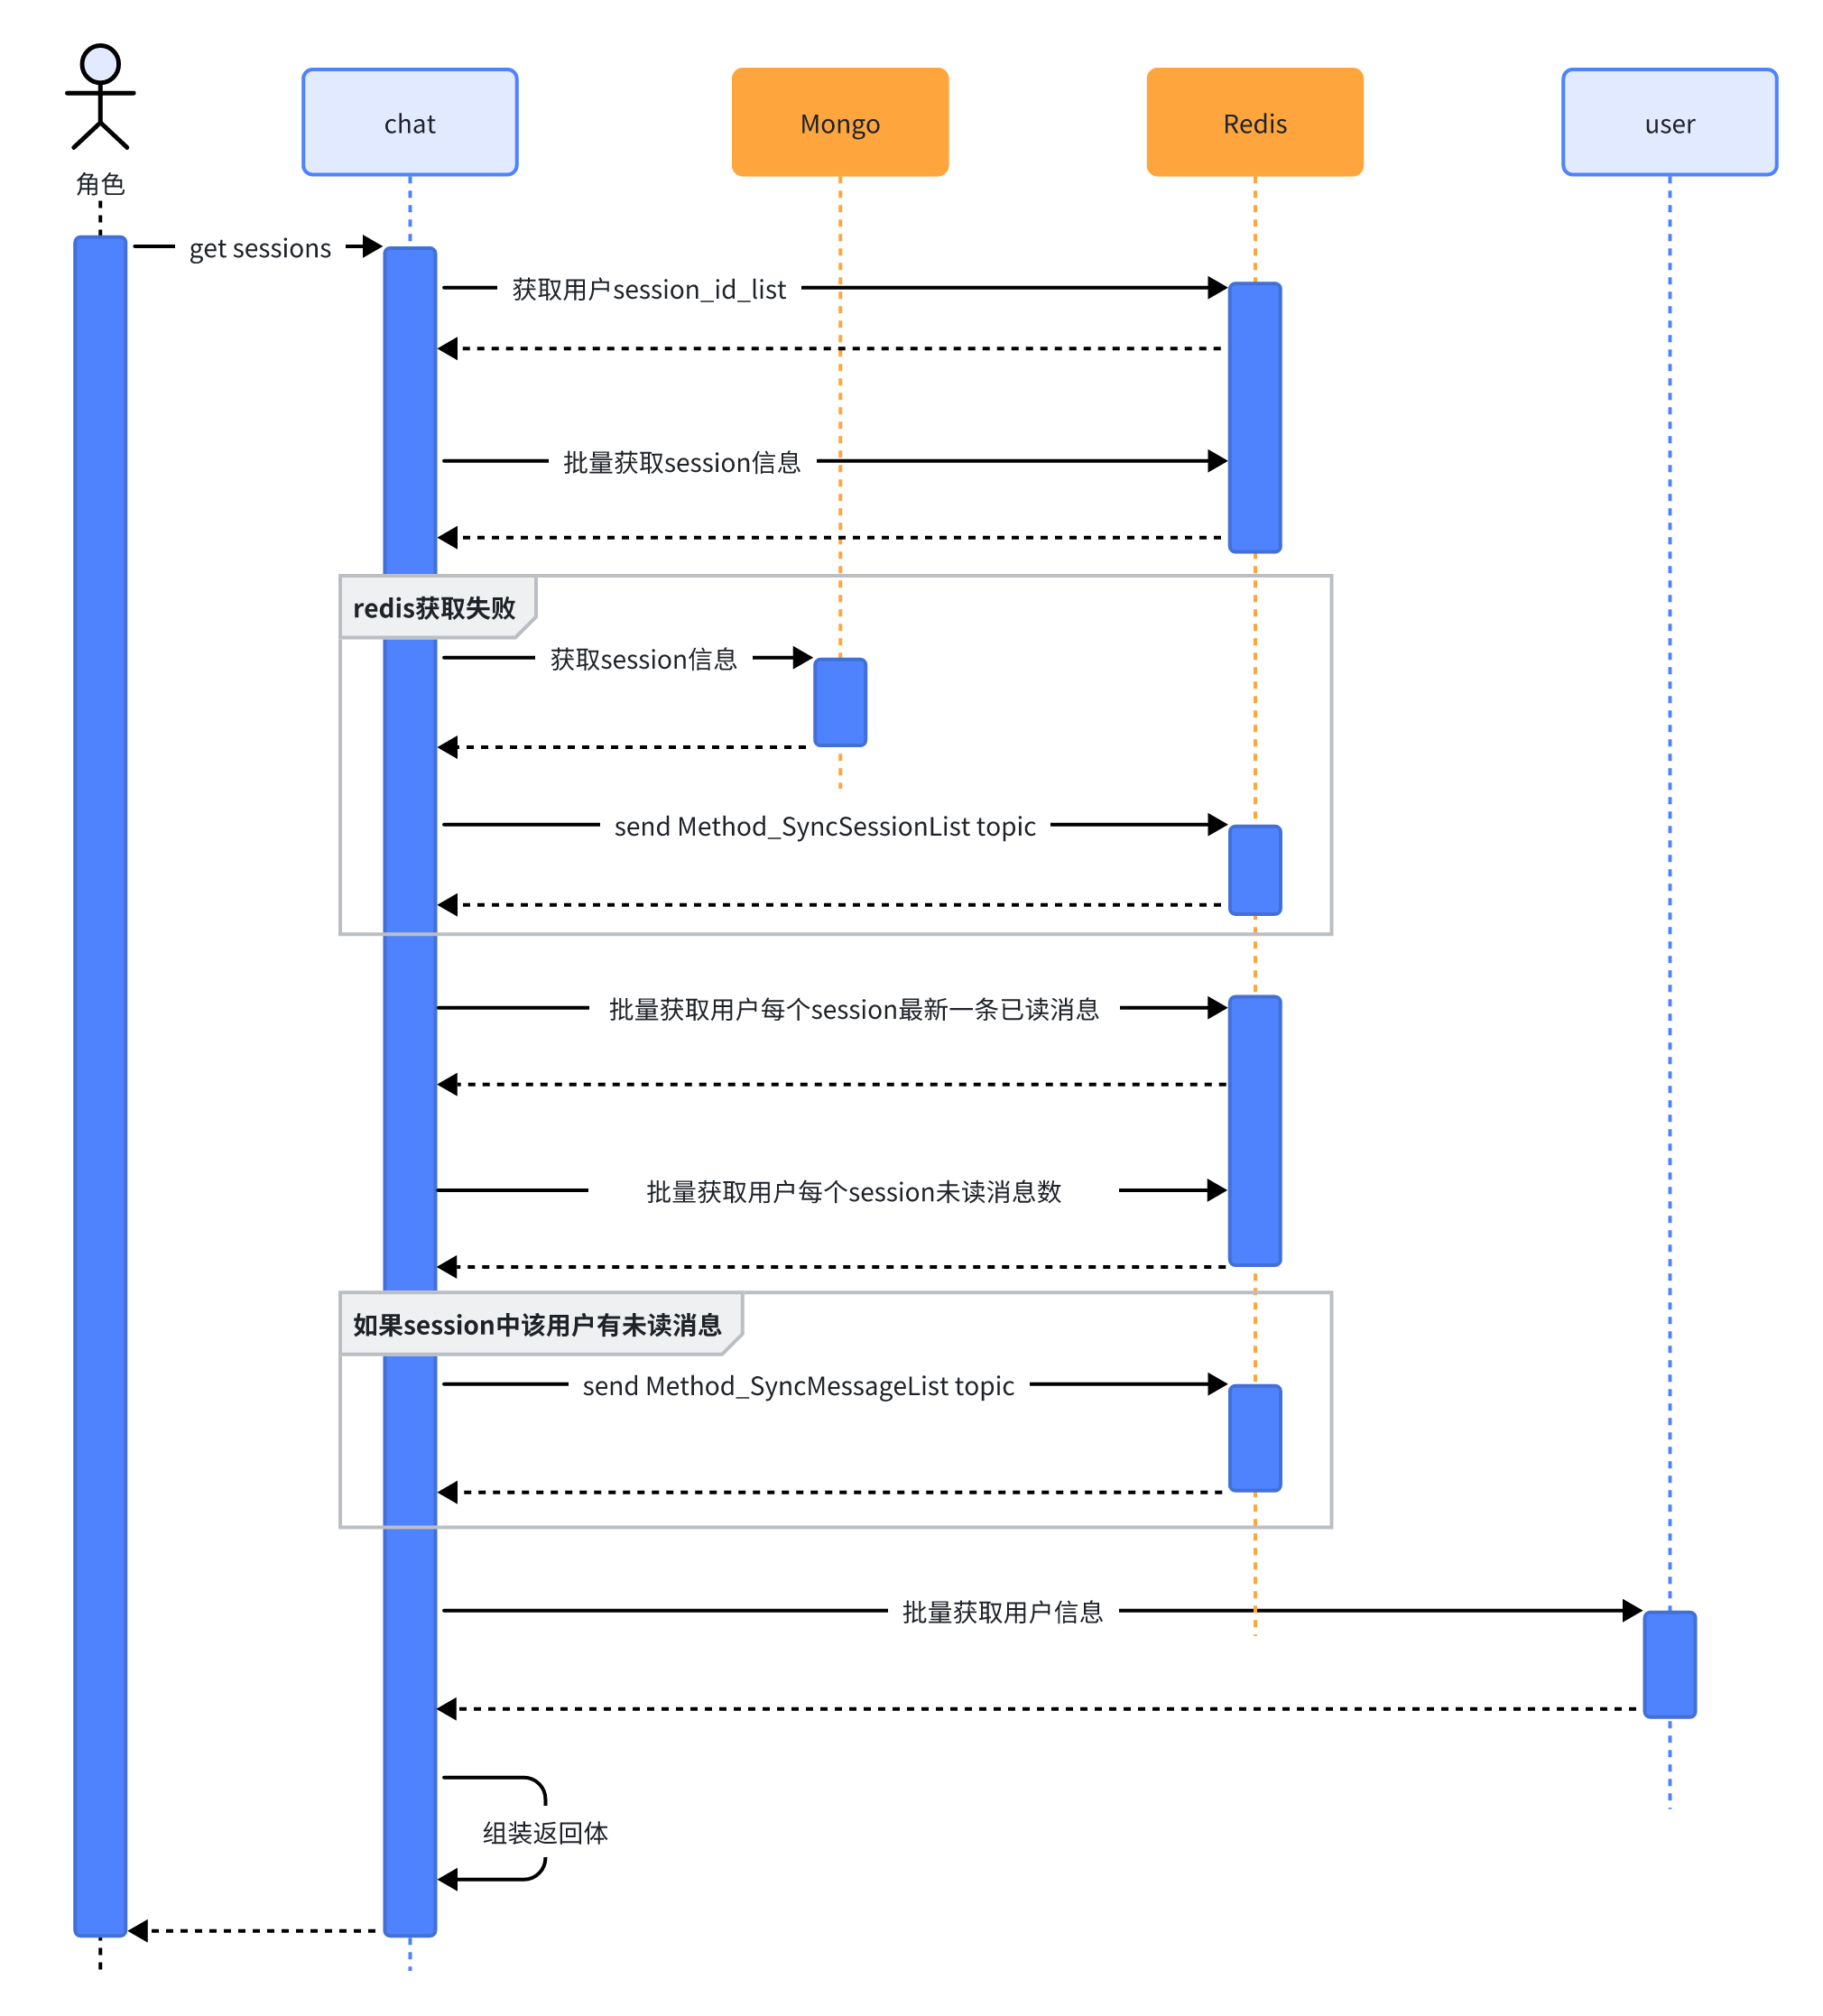 角色
chat
Mongo
Redis
user
get sessions
获取用户session_id_list
批量获取session信息
redis获取失败
获取session信息
send Method_SyncSessionList topic
批量获取用户每个session最新一条已读消息
批量获取用户每个session未读消息数
如果session中该用户有未读消息
send Method_SyncMessageList topic
批量获取用户信息
组装返回体